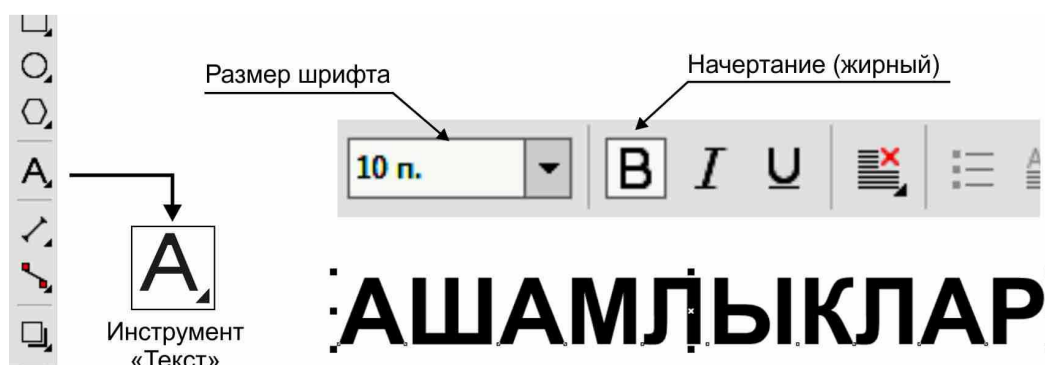 Размер шрифта
Начертание (жирный)
10 п.
B I U
A
A
Инструмент
«Текст»
АШАМЛЫКЛАР